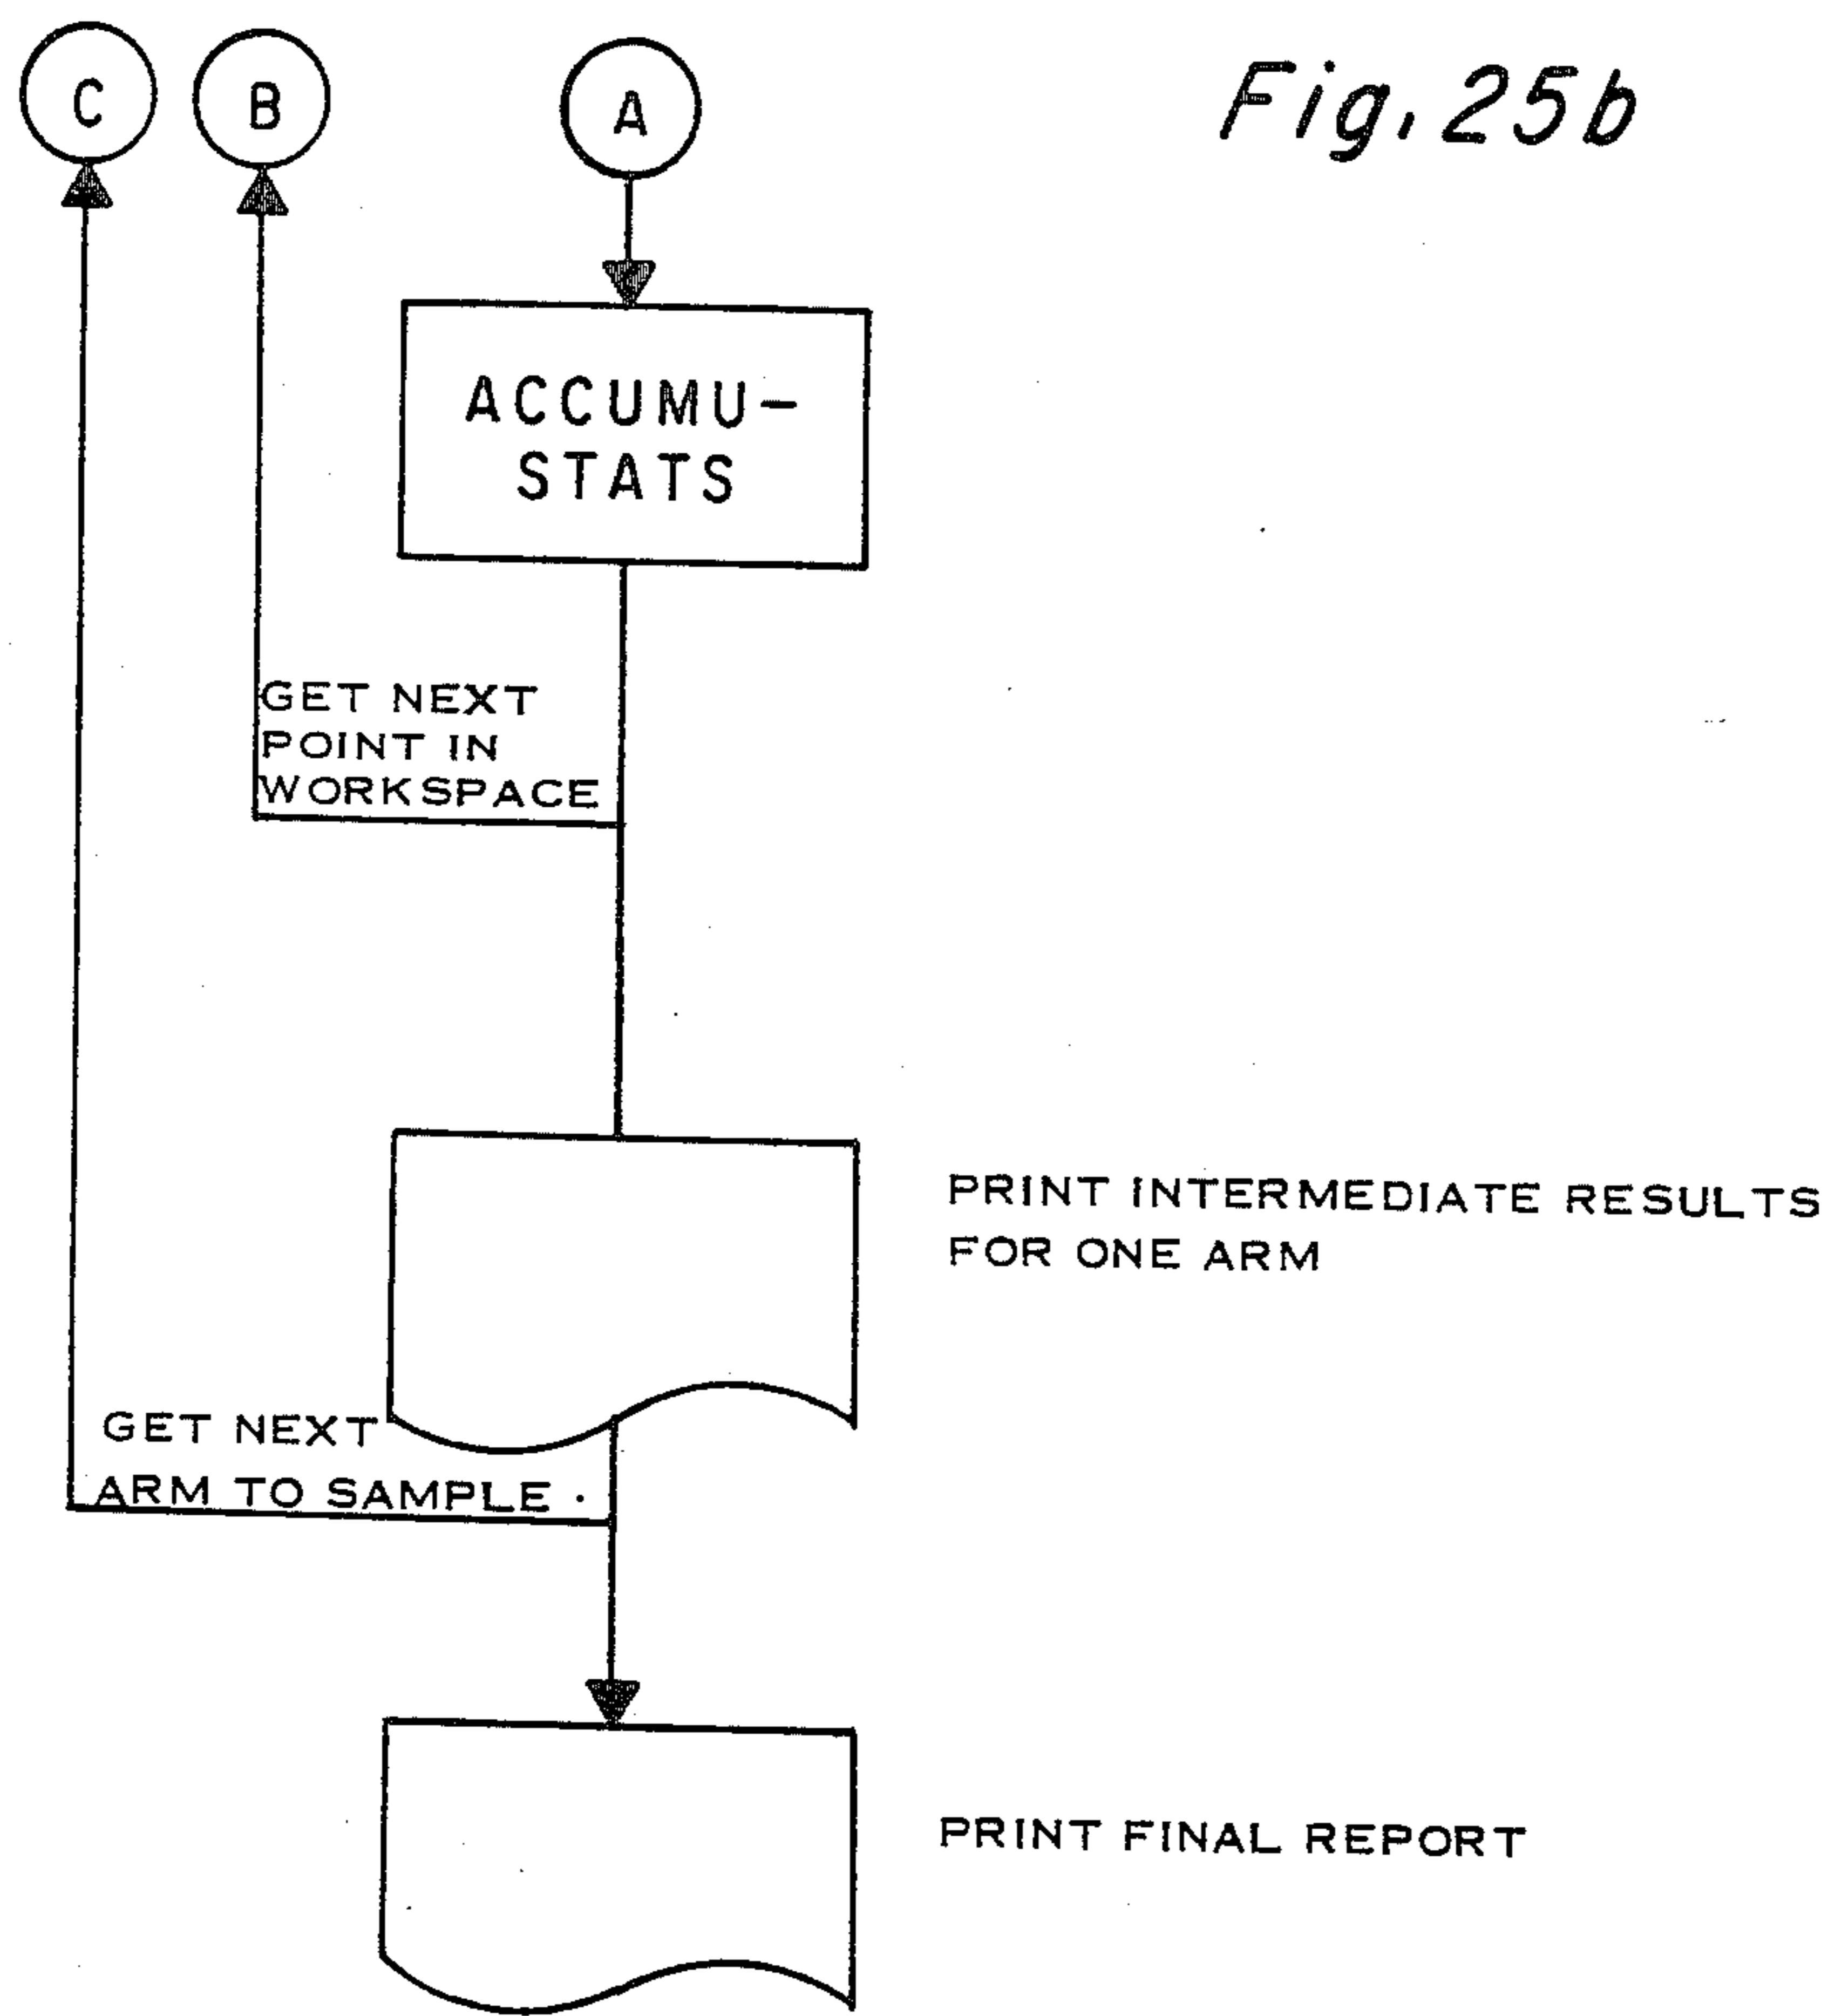 C B A
Fig. 25b
ACCUMU-
STATS
GET NEXT
POINT IN
WORKSPACE
PRINT INTERMEDIATE RESULTS
FOR ONE ARM
GET NEXT
ARM TO SAMPLE
PRINT FINAL REPORT